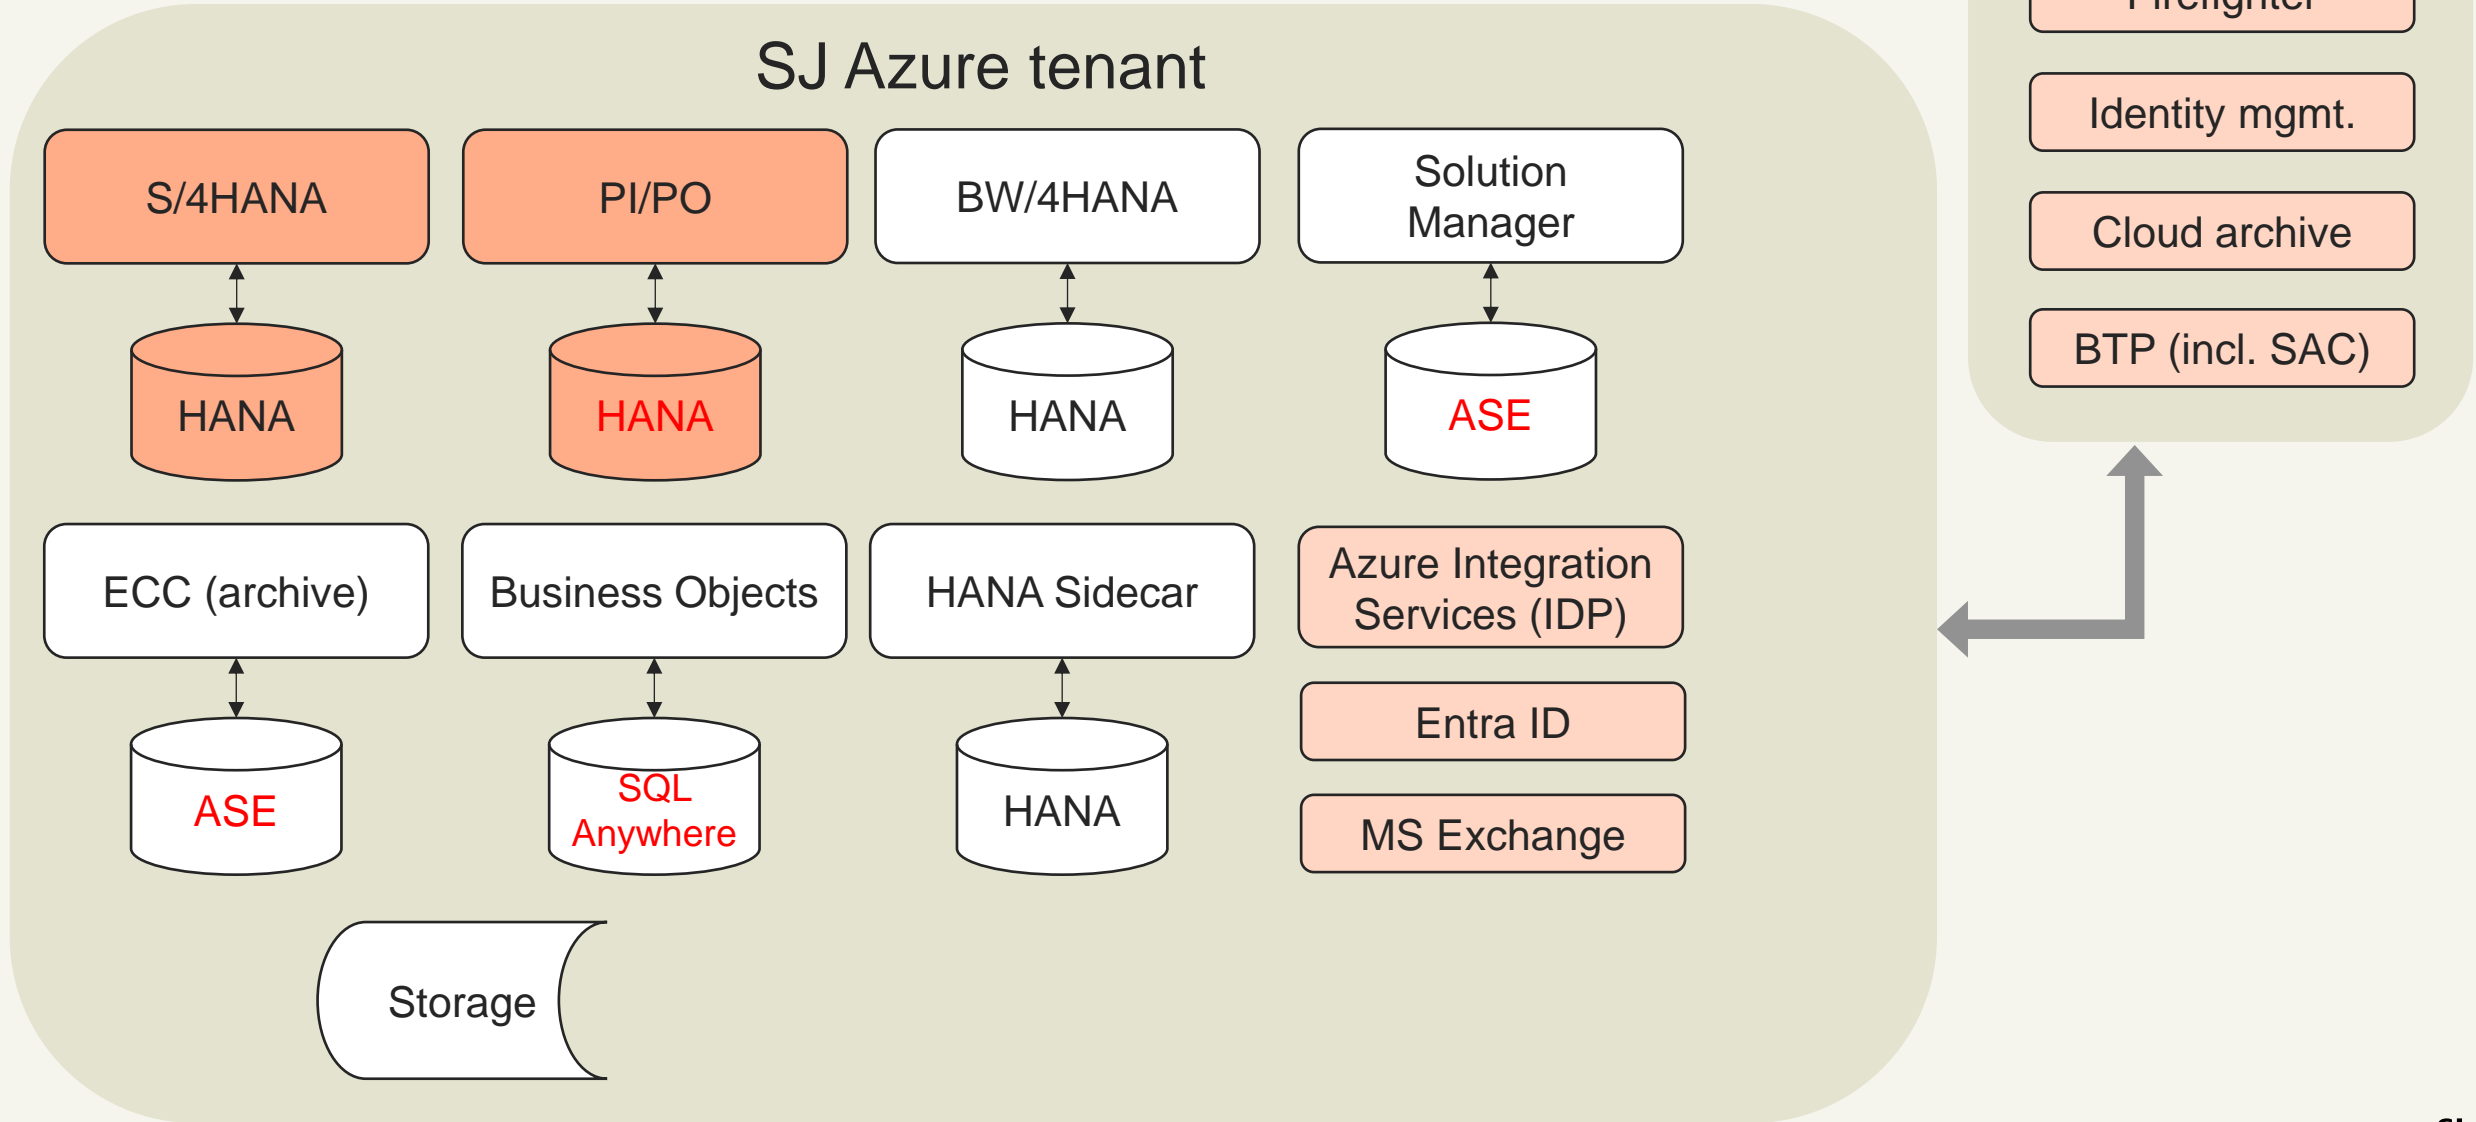 SJ Azure tenant
S/4HANA
PI/PO
BW/4HANA
Solution
Manager
HANA
HANA
HANA
ASE
ECC (archive)
Business Objects
HANA Sidecar
Azure Integration
Services (IDP)
Entra ID
MS Exchange
ASE
SQL
Anywhere
HANA
Storage
Firefighter
Identity mgmt.
Cloud archive
BTP (incl. SAC)